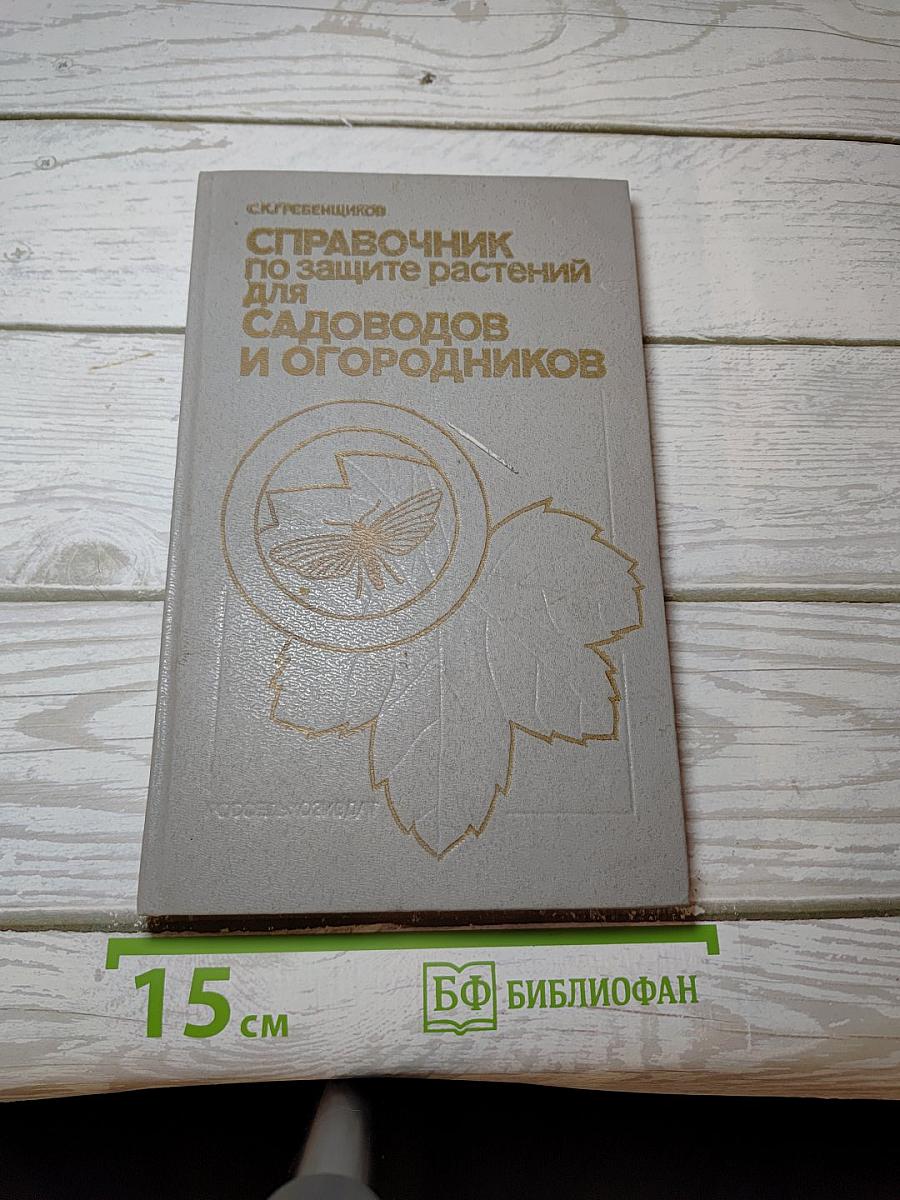 С.К.ГРЕБЕНЩИКОВ
СПРАВОЧНИК
по защите растений
для
САДОВОДОВ
И ОГОРОДНИКОВ
15 см
БФ БИБЛИОФАН